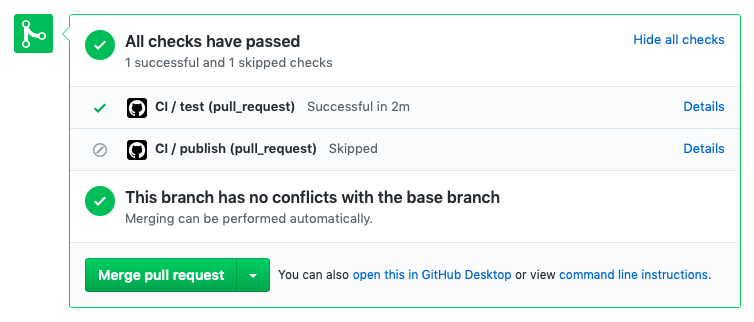 All checks have passed
Hide all checks
1 successful and 1 skipped checks
CI / test (pull_request) Successful in 2m
Details
CI / publish (pull_request) Skipped
Details
This branch has no conflicts with the base branch
Merging can be performed automatically.
Merge pull request
You can also open this in GitHub Desktop or view command line instructions.